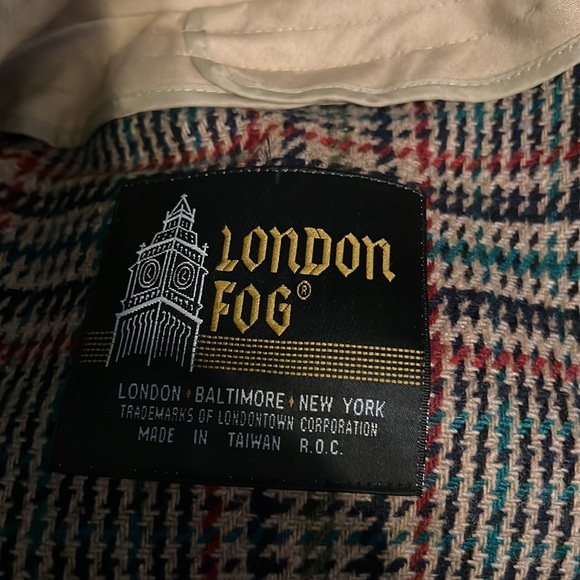 LONDON
FOG®
LONDON ♦ BALTIMORE ♦ NEW YORK
TRADEMARKS OF LONDONTOWN CORPORATION
MADE IN TAIWAN R.O.C.